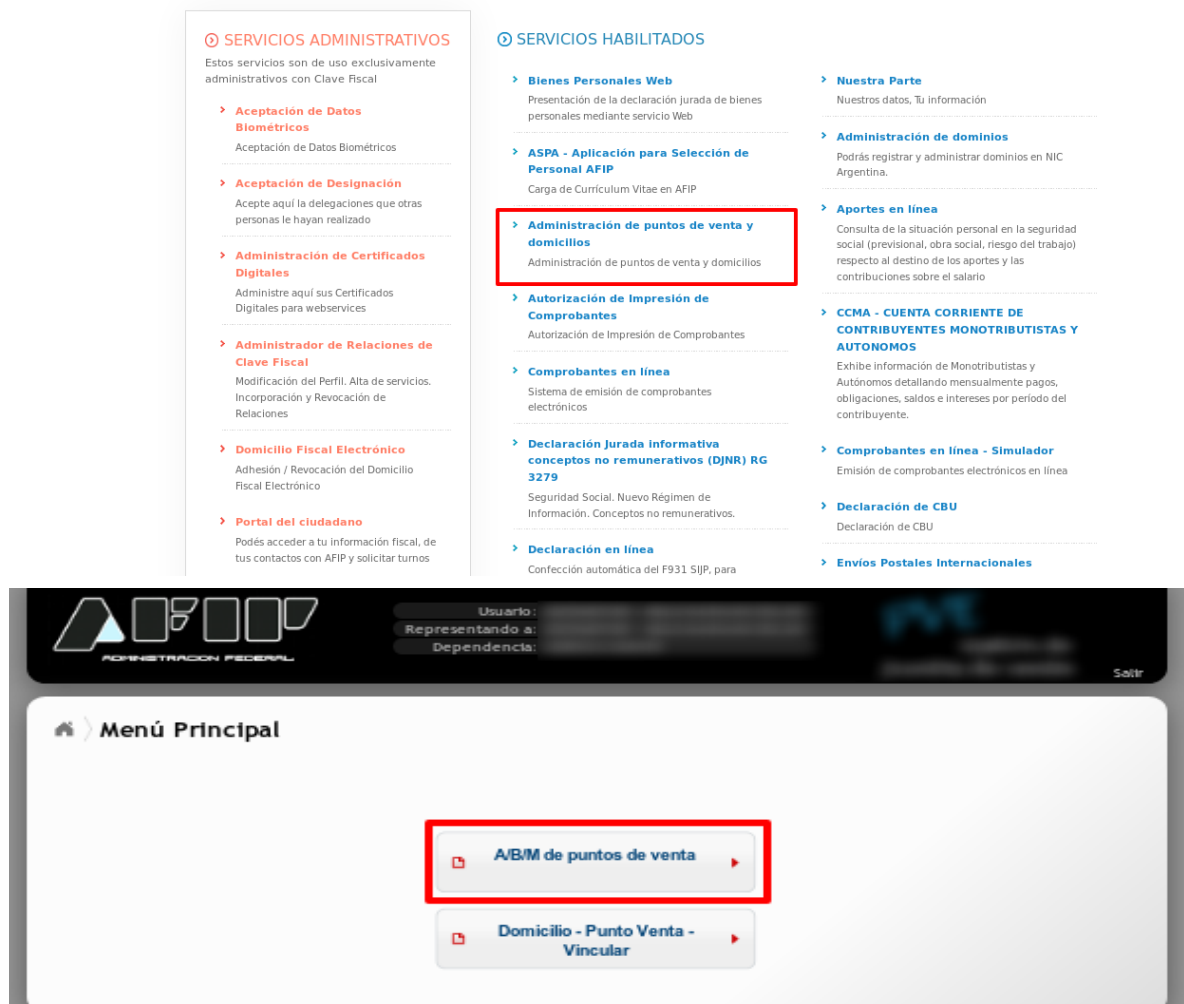 SERVICIOS ADMINISTRATIVOS
Estos servicios son de uso exclusivamente
administrativos con Clave Fiscal
Aceptación de Datos
Biométricos
Aceptación de Datos Biométricos
Aceptación de Designación
Acepte aquí la delegaciones que otras
personas le hayan realizado
Administración de Certificados
Digitales
Administre aquí sus Certificados
Digitales para webservices
Administrador de Relaciones de
Clave Fiscal
Modificación del Perfil. Alta de servicios.
Incorporación y Revocación de
Relaciones
Domicilio Fiscal Electrónico
Adhesión / Revocación del Domicilio
Fiscal Electrónico
Portal del ciudadano
Podés acceder a tu información fiscal, de
tus contactos con AFIP y solicitar turnos
SERVICIOS HABILITADOS
Bienes Personales Web
Presentación de la declaración jurada de bienes
personales mediante servicio Web
ASPA - Aplicación para Selección de
Personal AFIP
Carga de Currículum Vitae en AFIP
Administración de puntos de venta y
domicilios
Administración de puntos de venta y domicilios
Autorización de Impresión de
Comprobantes
Autorización de Impresión de Comprobantes
Comprobantes en línea
Sistema de emisión de comprobantes
electrónicos
Declaración Jurada informativa
conceptos no remunerativos (DJNR) RG
3279
Seguridad Social. Nuevo Régimen de
Información. Conceptos no remunerativos.
Declaración en línea
Confección automática del F931 SIJP, para
Nuestra Parte
Nuestros datos, Tu información
Administración de dominios
Podrás registrar y administrar dominios en NIC
Argentina.
Aportes en línea
Consulta de la situación personal en la seguridad
social (previsional, obra social, riesgo del trabajo)
respecto al destino de los aportes y las
contribuciones sobre el salario
CCMA - CUENTA CORRIENTE DE
CONTRIBUYENTES MONOTRIBUTISTAS Y
AUTONOMOS
Exhibe información de Monotributistas y
Autónomos detallando mensualmente pagos,
obligaciones, saldos e intereses por período del
contribuyente.
Comprobantes en línea - Simulador
Emisión de comprobantes electrónicos en línea
Declaración de CBU
Declaración de CBU
Envíos Postales Internacionales
AFIP
ADMINISTRACION FEDERAL
Usuario:
Representando a:
Dependencia:
Salir
Menú Principal
A/B/M de puntos de venta
Domicilio - Punto Venta -
Vincular